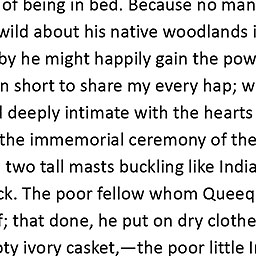 of being in bed. Because no man
wild about his native woodlands i
by he might happily gain the pow
n short to share my every hap; w
deeply intimate with the hearts
the immemorial ceremony of the
two tall masts buckling like India
ck. The poor fellow whom Queeq
f; that done, he put on dry clothe
pty ivory casket,—the poor little I